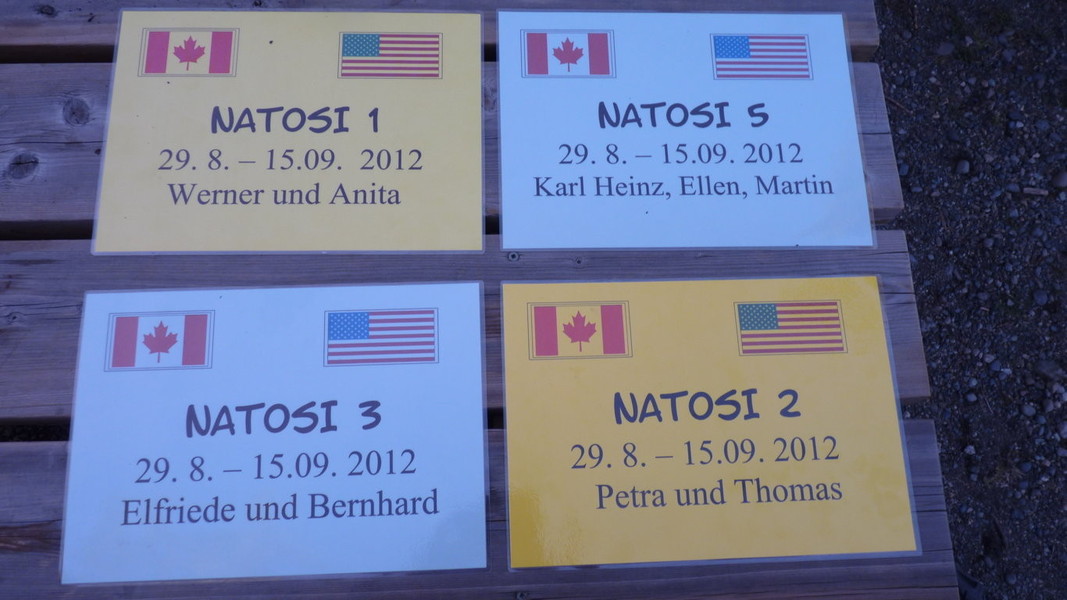 NATOSI 1
29. 8. – 15.09. 2012
Werner und Anita
NATOSI 5
29. 8. – 15.09. 2012
Karl Heinz, Ellen, Martin
NATOSI 3
29. 8. – 15.09. 2012
Elfriede und Bernhard
NATOSI 2
29. 8. – 15.09. 2012
Petra und Thomas